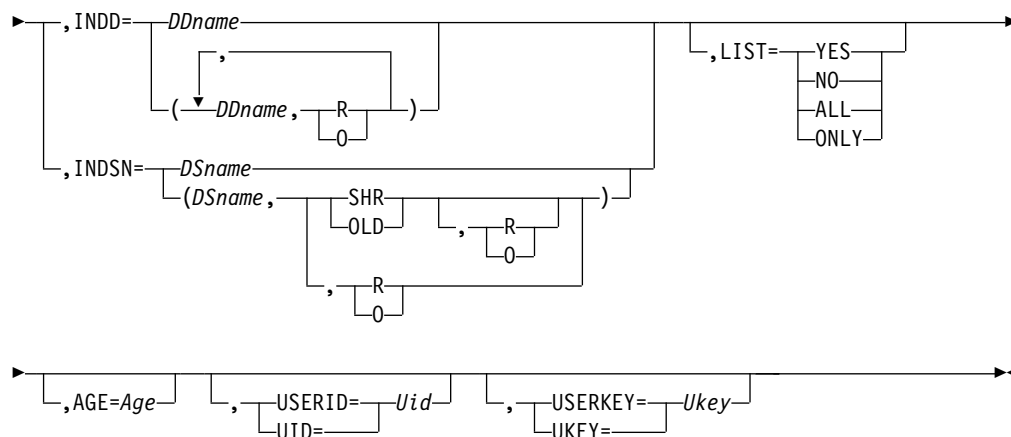 ,INDD= DDname ,LIST= YES
, NO
( DDname, R ) ALL
O ONLY
,INDSN= DSname
(DSname, SHR )
OLD , R
O
, R
O
,AGE=Age , USERID= Uid , USERKEY= Ukey
UID= UKEY=